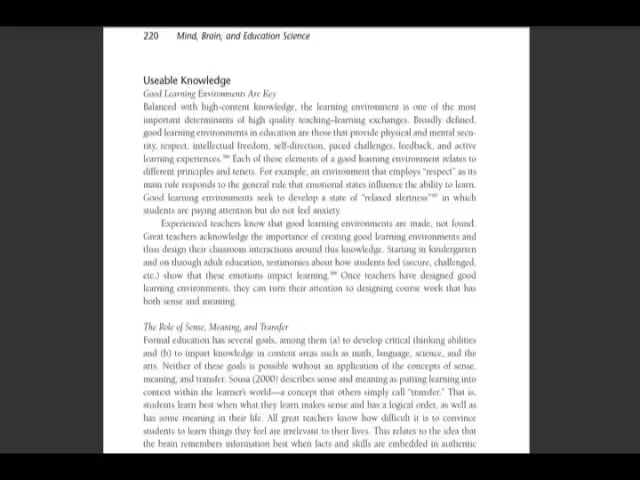 220 Mind, Brain, and Education Science
Useable Knowledge
Good Learning Environments Are Key
Balanced with high-content knowledge, the learning environment is one of the most
important determinants of high quality teaching–learning exchanges. Broadly defined,
good learning environments in education are those that provide physical and mental secu-
rity, respect, intellectual freedom, self-direction, paced challenges, feedback, and active
learning experiences. Each of these elements of a good learning environment relates to
different principles and tenets. For example, an environment that employs "respect" as its
main rule responds to the general rule that emotional states influence the ability to learn.
Good learning environments seek to develop a state of "relaxed alertness" in which
students are paying attention but do not feel anxiety.
Experienced teachers know that good learning environments are made, not found.
Great teachers acknowledge the importance of creating good learning environments and
thus design their classroom interactions around this knowledge. Starting in kindergarten
and on through adult education, testimonies about how students feel (secure, challenged,
etc.) show that these emotions impact learning. Once teachers have designed good
learning environments, they can turn their attention to designing course work that has
both sense and meaning.
The Role of Sense, Meaning, and Transfer
Formal education has several goals, among them (a) to develop critical thinking abilities
and (b) to impart knowledge in content areas such as math, language, science, and the
arts. Neither of these goals is possible without an application of the concepts of sense,
meaning, and transfer. Sousa (2000) describes sense and meaning as putting learning into
context within the learner's world—a concept that others simply call "transfer." That is,
students learn best when what they learn makes sense and has a logical order, as well as
has some meaning in their life. All great teachers know how difficult it is to convince
students to learn things they feel are irrelevant to their lives. This relates to the idea that
the brain remembers information best when facts and skills are embedded in authentic